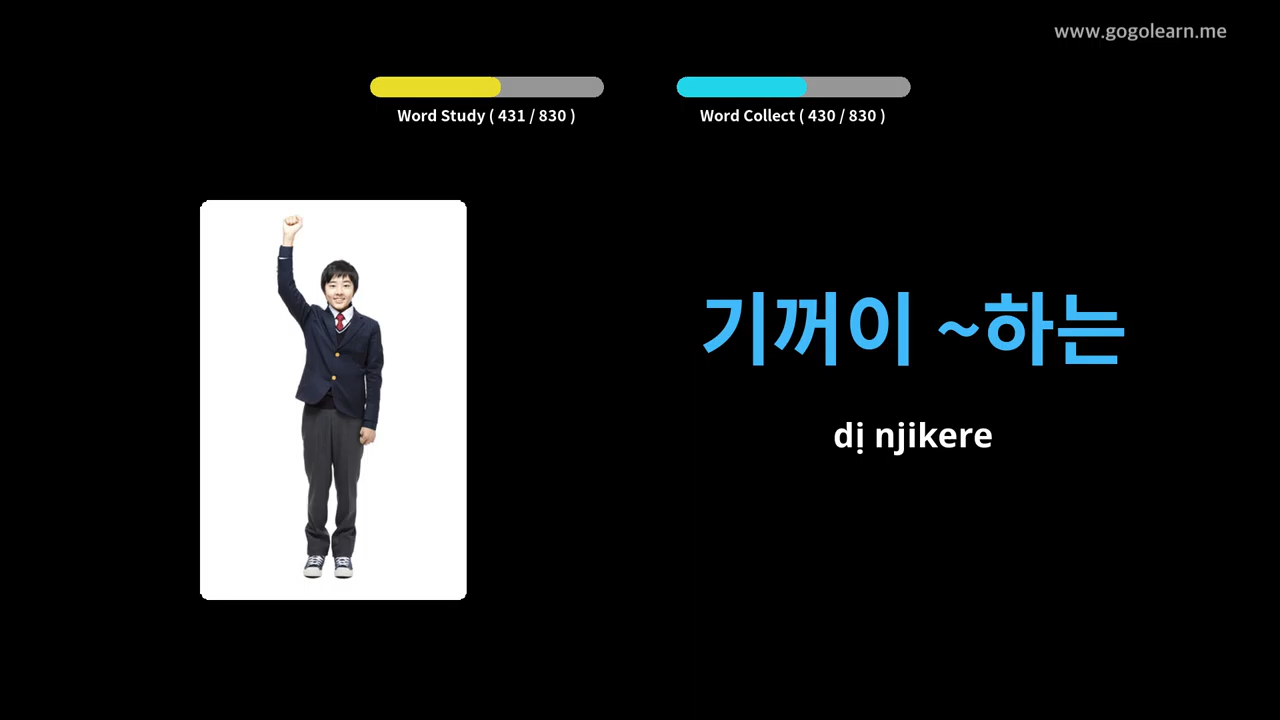 www.gogolearn.me
Word Study ( 431 / 830 )
Word Collect ( 430 / 830 )
기꺼이 ~하는
dị njikere